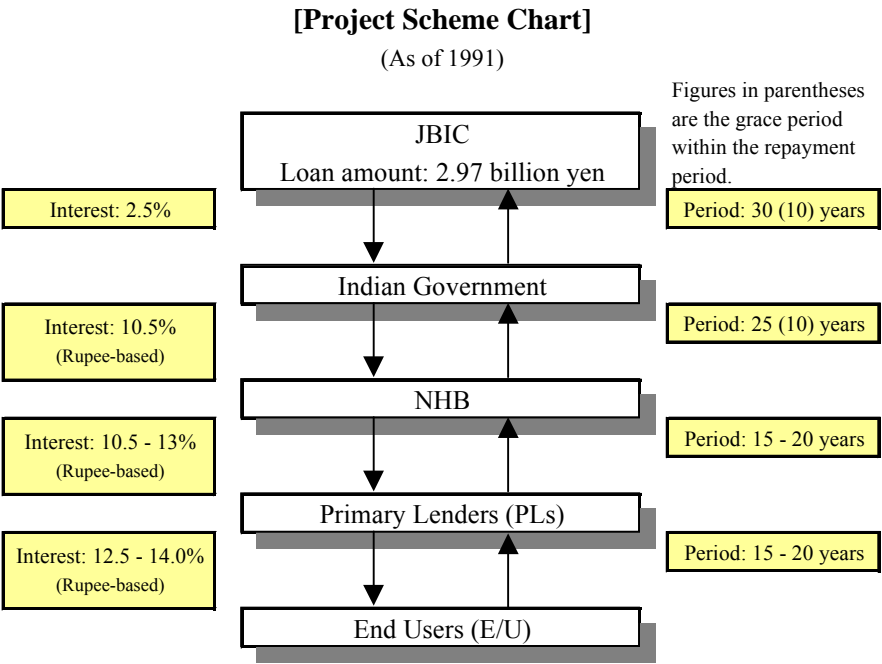 [Project Scheme Chart]
(As of 1991)
Figures in parentheses
are the grace period
within the repayment
period.
JBIC
Loan amount: 2.97 billion yen
Interest: 2.5%
Period: 30 (10) years
Indian Government
Interest: 10.5%
(Rupee-based)
Period: 25 (10) years
NHB
Interest: 10.5 - 13%
(Rupee-based)
Period: 15 - 20 years
Primary Lenders (PLs)
Interest: 12.5 - 14.0%
(Rupee-based)
Period: 15 - 20 years
End Users (E/U)